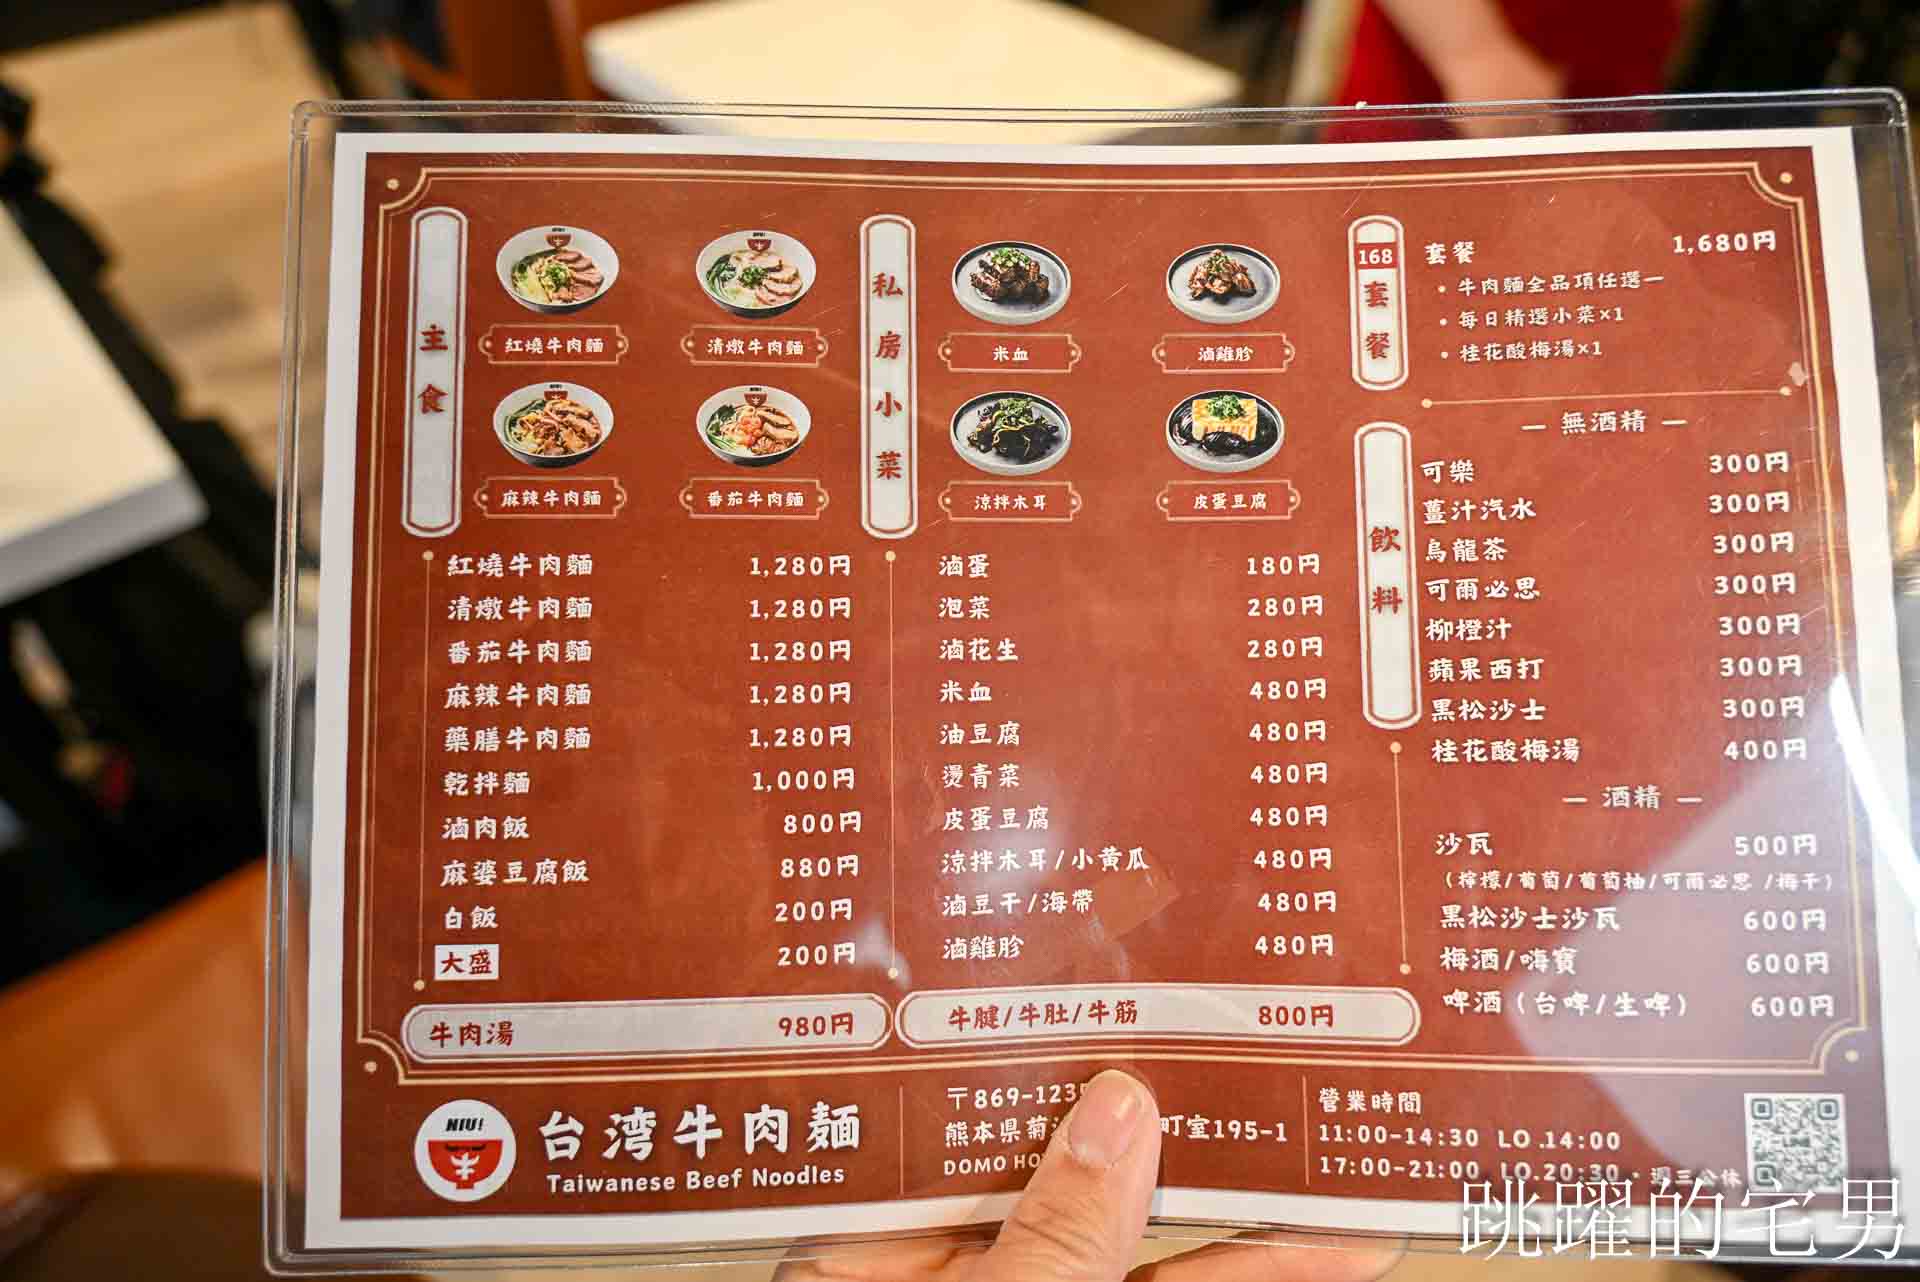 主食
紅燒牛肉麵
清燉牛肉麵
麻辣牛肉麵
番茄牛肉麵
紅燒牛肉麵 1,280円
清燉牛肉麵 1,280円
番茄牛肉麵 1,280円
麻辣牛肉麵 1,280円
藥膳牛肉麵 1,280円
乾拌麵 1,000円
滷肉飯 800円
麻婆豆腐飯 880円
白飯 200円
大盛 200円
牛肉湯 980円
私房小菜
米血
滷雞胗
涼拌木耳
皮蛋豆腐
滷蛋 180円
泡菜 280円
滷花生 280円
米血 480円
油豆腐 480円
燙青菜 480円
皮蛋豆腐 480円
涼拌木耳/小黃瓜 480円
滷豆干/海帶 480円
滷雞胗 480円
牛腱/牛肚/牛筋 800円
168套餐
套餐 1,680円
• 牛肉麵全品項任選一
• 每日精選小菜×1
• 桂花酸梅湯×1
飲料
— 無酒精 —
可樂 300円
薑汁汽水 300円
烏龍茶 300円
可爾必思 300円
柳橙汁 300円
蘋果西打 300円
黑松沙士 300円
桂花酸梅湯 400円
— 酒精 —
沙瓦 500円
(檸檬/葡萄/葡萄柚/可爾必思 /梅干)
黑松沙士沙瓦 600円
梅酒/嗨寶 600円
啤酒 (台啤/生啤) 600円
NIU!
台湾牛肉麵
Taiwanese Beef Noodles
〒869-1235
熊本県菊 町室195-1
DOMO
營業時間
11:00-14:30 LO.14:00
17:00-21:00 LO.20:30 · 週三公休
跳躍的宅男